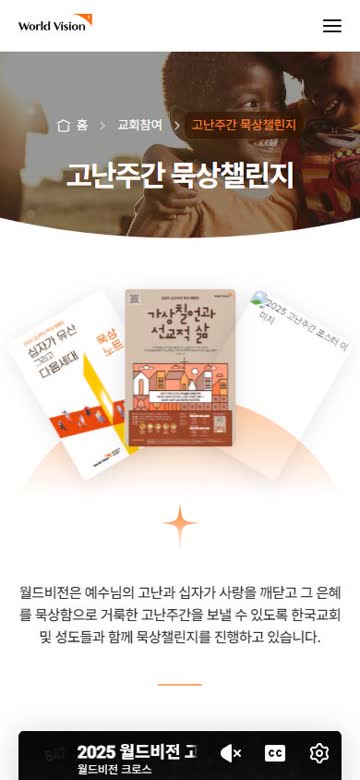 World Vision
홈
교회참여
고난주간 묵상챌린지
고난주간 묵상챌린지
십자가 유산
그리고
다음세대
묵상
노트
가상칠언과
선교적 삶
2025 고난주간 포스터 이
미지
월드비전은 예수님의 고난과 십자가 사랑을 깨닫고 그 은혜
를 묵상함으로 거룩한 고난주간을 보낼 수 있도록 한국교회
및 성도들과 함께 묵상챌린지를 진행하고 있습니다.
2025 월드비전 고
CC
월드비전 크로스